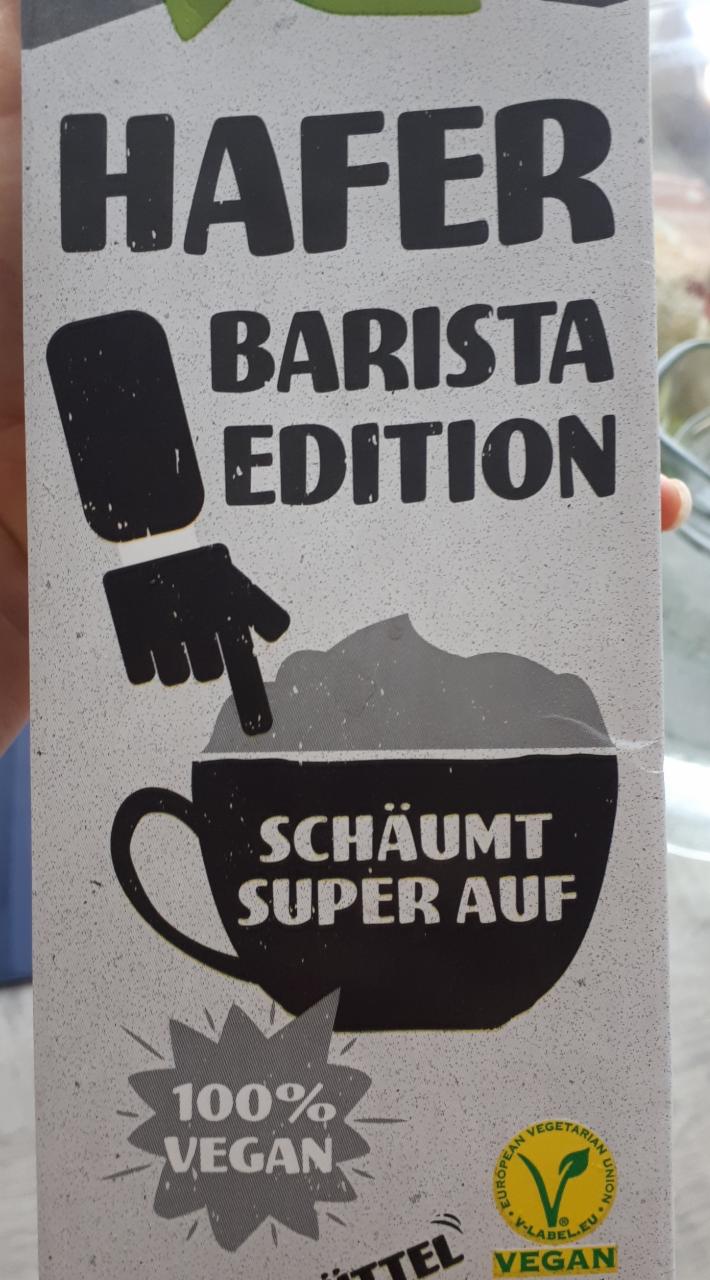 HAFER
BARISTA
EDITION
SCHÄUMT
SUPER AUF
100%
VEGAN
EUROPEAN VEGETARIAN UNION
V-LABEL.EU
VEGAN